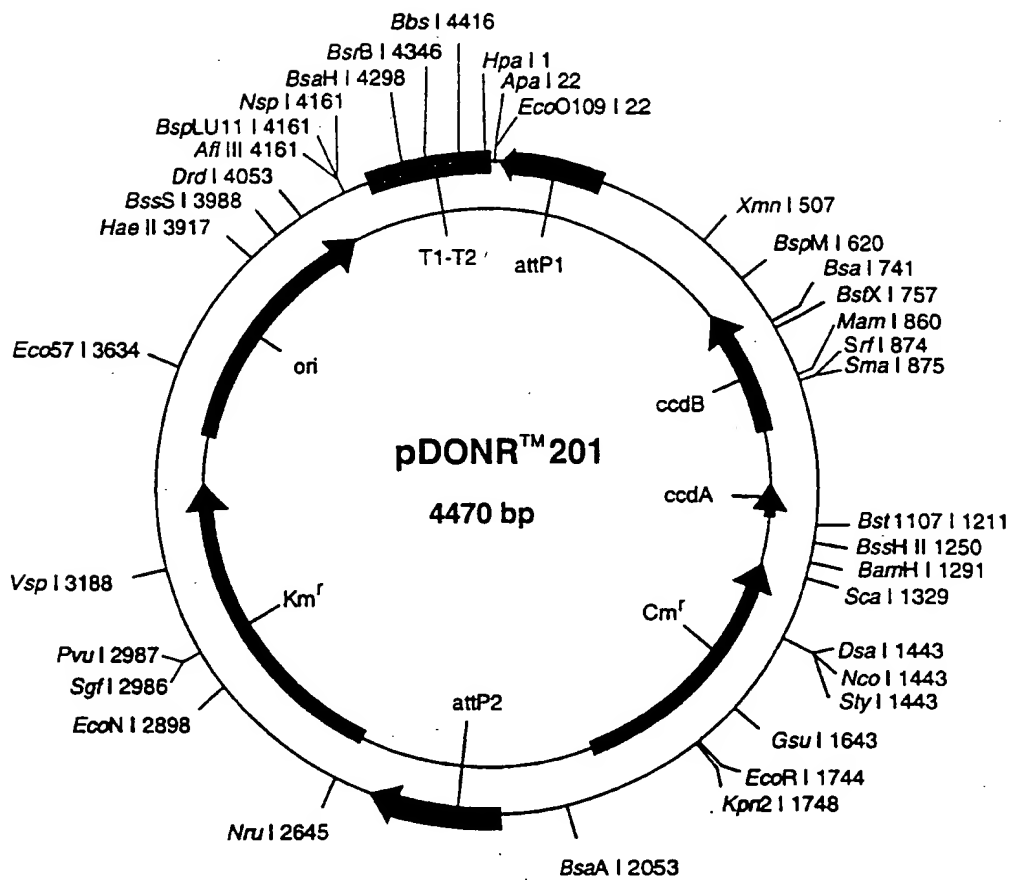 Bbs I 4416
BsrB I 4346
BsaH I 4298
Nsp I 4161
BspLU11 I 4161
Afl III 4161
Drd I 4053
BssS I 3988
Hae II 3917
Hpa I 1
Apa I 22
EcoO109 I 22
Xmn I 507
BspM I 620
Bsa I 741
BstX I 757
Mam I 860
Srf I 874
Sma I 875
T1-T2
attP1
Eco57 I 3634
ori
ccdB
pDONR™ 201
4470 bp
ccdA
Bst1107 I 1211
BssH II 1250
BamH I 1291
Sca I 1329
Vsp I 3188
Kmr
Cmr
Dsa I 1443
Nco I 1443
Sty I 1443
Pvu I 2987
Sgf I 2986
EcoN I 2898
attP2
Gsu I 1643
EcoR I 1744
Kpn2 I 1748
Nru I 2645
BsaA I 2053